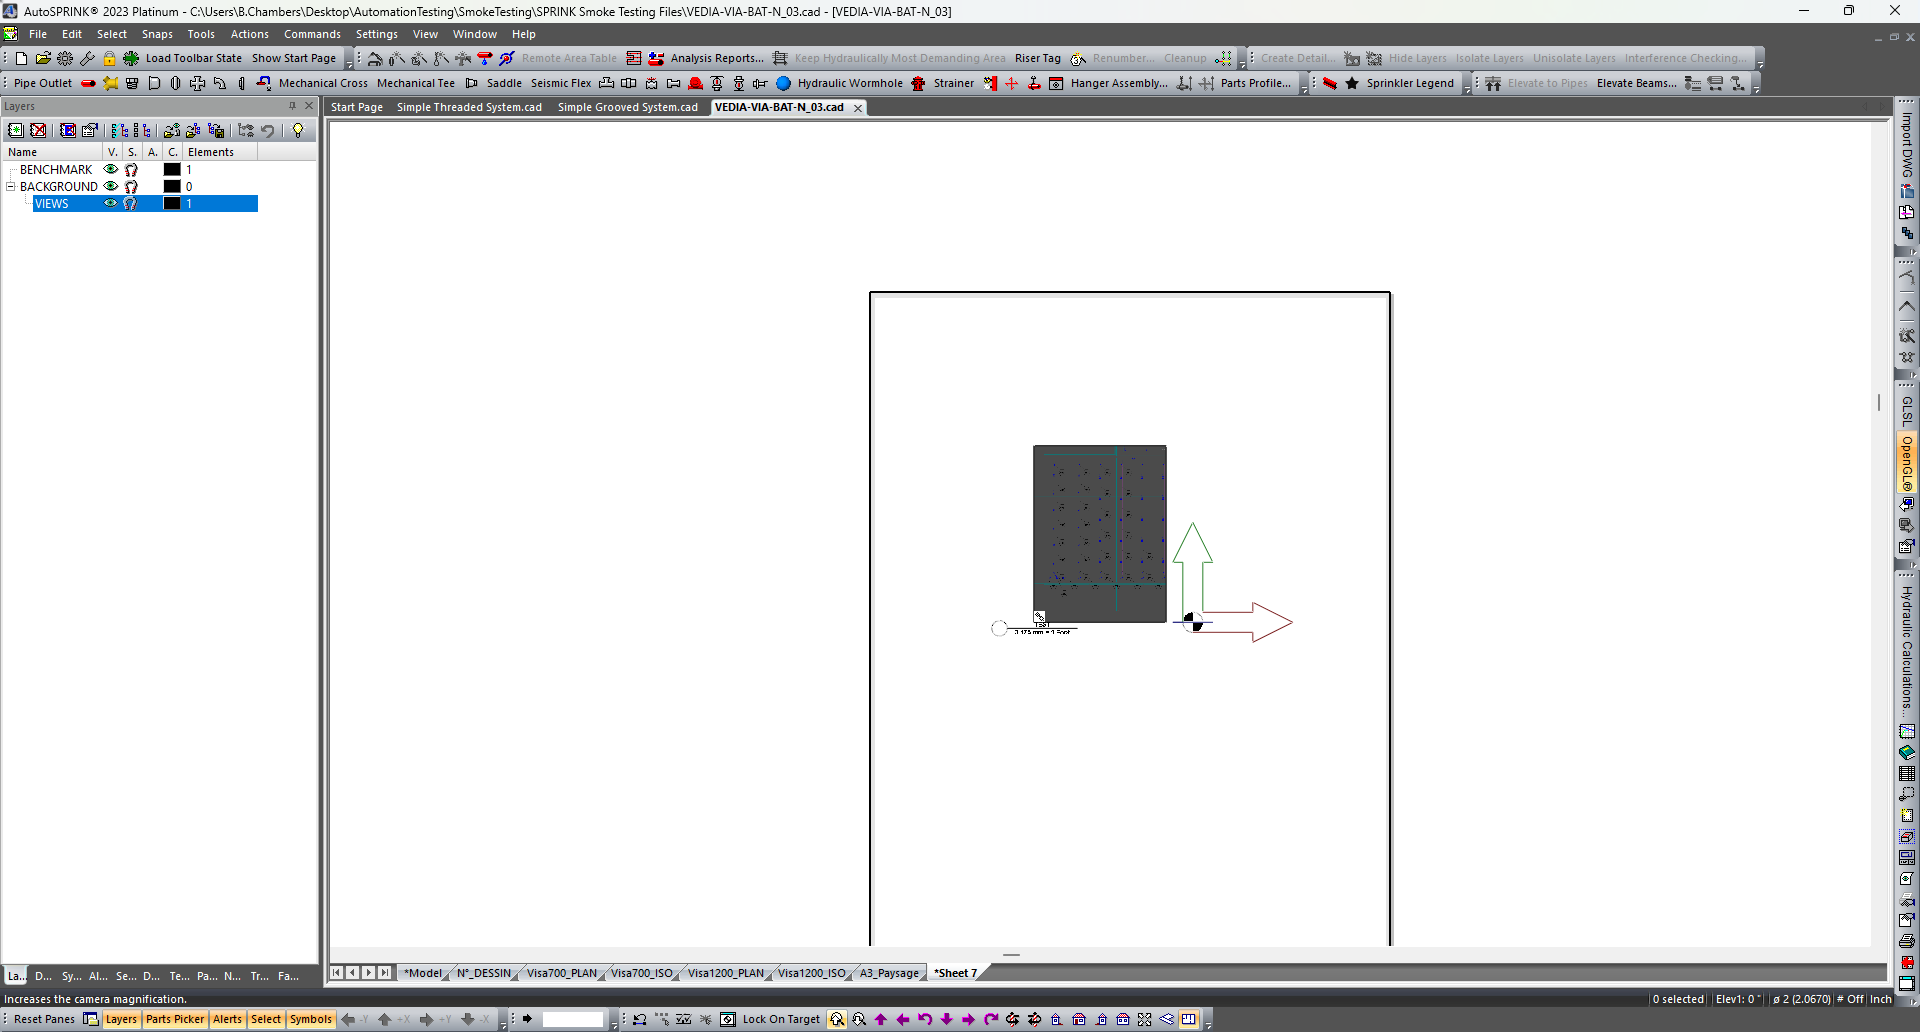 AutoSPRINK® 2023 Platinum - C:\Users\B.Chambers\Desktop\AutomationTesting\SmokeTesting\SPRINK Smoke Testing Files\VEDIA-VIA-BAT-N_03.cad - [VEDIA-VIA-BAT-N_03]
File Edit Select Snaps Tools Actions Commands Settings View Window Help
Load Toolbar State Show Start Page Remote Area Table Analysis Reports... Keep Hydraulically Most Demanding Area Riser Tag Renumber... Cleanup Create Detail... Hide Layers Isolate Layers Unisolate Layers Interference Checking...
Pipe Outlet Mechanical Cross Mechanical Tee Saddle Seismic Flex Hydraulic Wormhole Strainer Hanger Assembly... Parts Profile... Sprinkler Legend Elevate to Pipes Elevate Beams...
Layers
Start Page Simple Threaded System.cad Simple Grooved System.cad VEDIA-VIA-BAT-N_03.cad
Name V. S. A. C. Elements
BENCHMARK 1
BACKGROUND 0
VIEWS 1
Import DWG
GLSL
OpenGL®
Hydraulic Calculations...
La... D... Sy... Al... Se... D... Te... Pa... N... Tr... Fa...
*Model N°_DESSIN Visa700_PLAN Visa700_ISO Visa1200_PLAN Visa1200_ISO A3_Paysage *Sheet 7
Increases the camera magnification.
0 selected Elev1: 0 " ø 2 (2.0670) # Off Inch
Reset Panes Layers Parts Picker Alerts Select Symbols -Y +X +Y -X Lock On Target